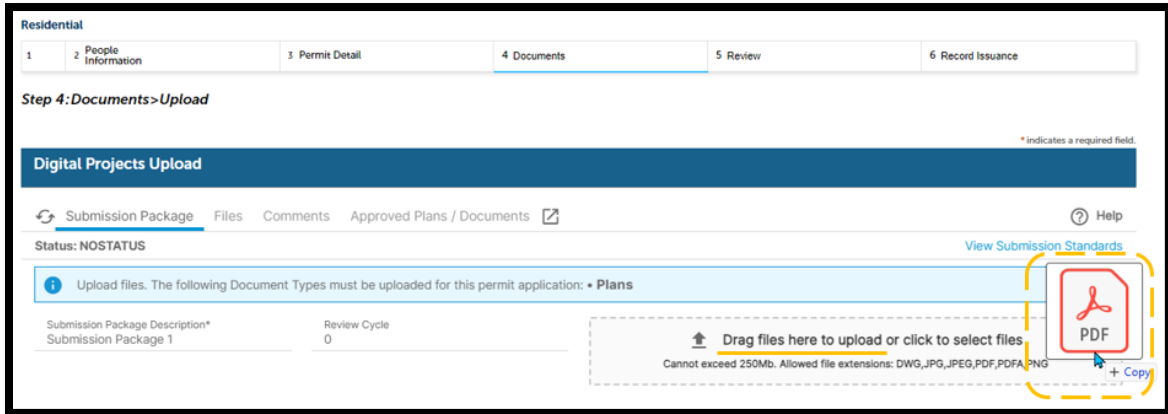 Residential
1
2 People Information
3 Permit Detail
4 Documents
5 Review
6 Record Issuance
Step 4:Documents>Upload
* indicates a required field.
Digital Projects Upload
Submission Package Files Comments Approved Plans / Documents
Help
Status: NOSTATUS
View Submission Standards
Upload files. The following Document Types must be uploaded for this permit application: • Plans
Submission Package Description*
Submission Package 1
Review Cycle
0
Drag files here to upload or click to select files
Cannot exceed 250Mb. Allowed file extensions: DWG,JPG,JPEG,PDF,PDFA,PNG
PDF
+ Copy